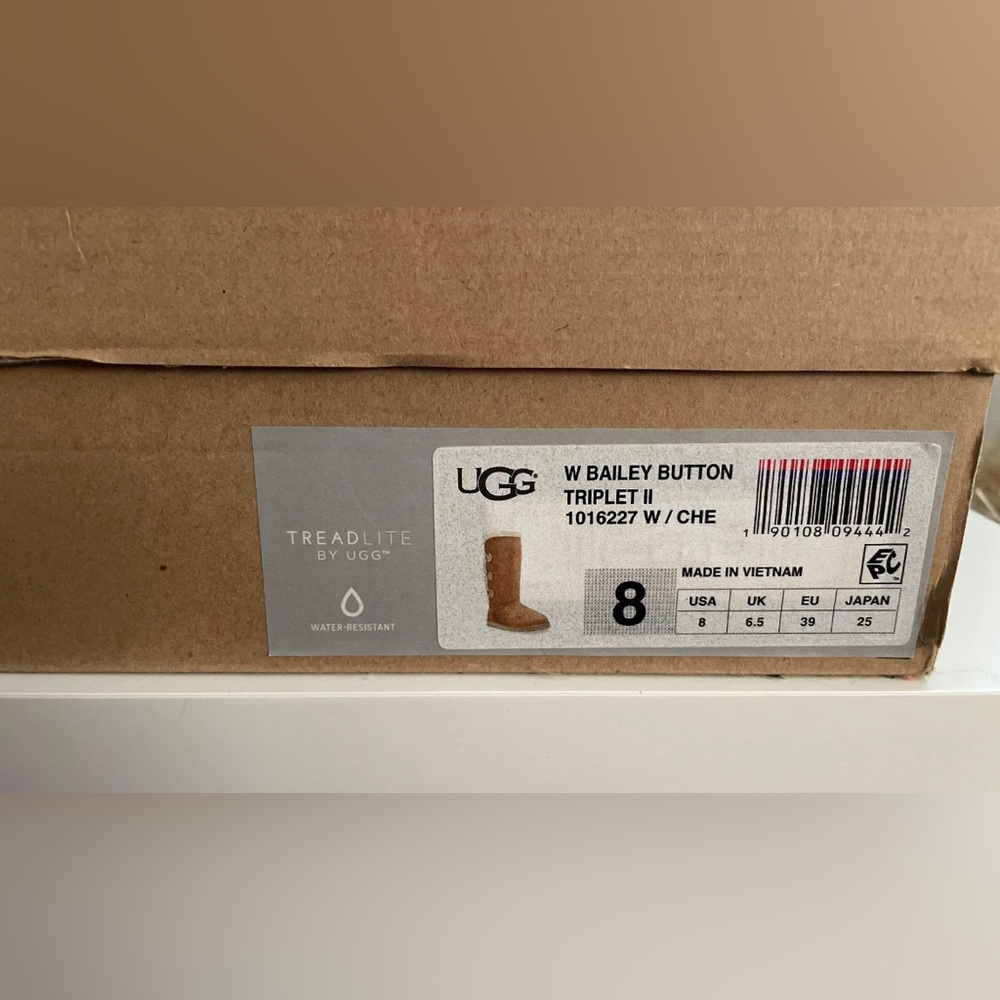 TREADLITE
BY UGG™
WATER-RESISTANT
UGG®
W BAILEY BUTTON
TRIPLET II
1016227 W / CHE
1 90108 09444 2
MADE IN VIETNAM
EPC™
8
USA UK EU JAPAN
8 6.5 39 25